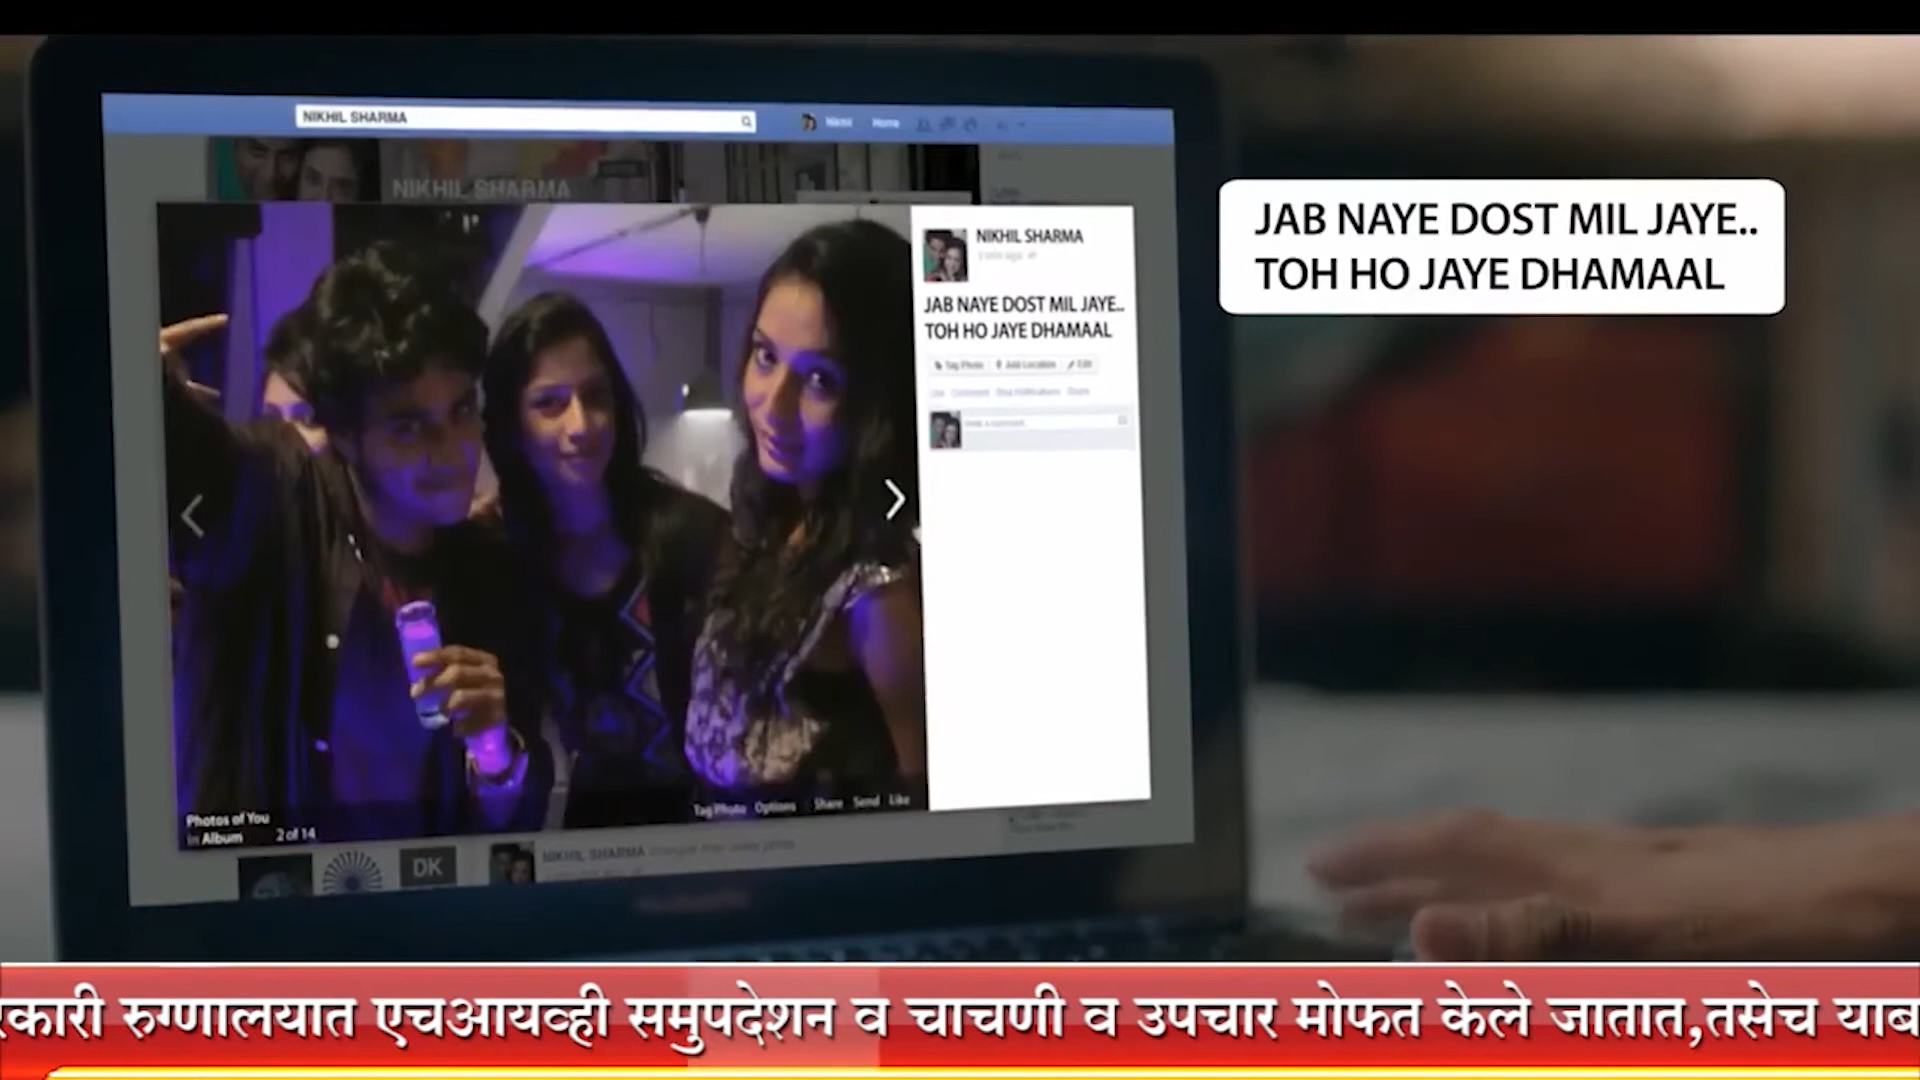 NIKHIL SHARMA
Nikhil Home
NIKHIL SHARMA
NIKHIL SHARMA
JAB NAYE DOST MIL JAYE..
TOH HO JAYE DHAMAAL
Tag Photo Add Location Edit
JAB NAYE DOST MIL JAYE..
TOH HO JAYE DHAMAAL
Tag Photo Options Share Send Like
Photos of You
in Album 2 of 14
DK
NIKHIL SHARMA
रकारी रुग्णालयात एचआयव्ही समुपदेशन व चाचणी व उपचार मोफत केले जातात,तसेच याब